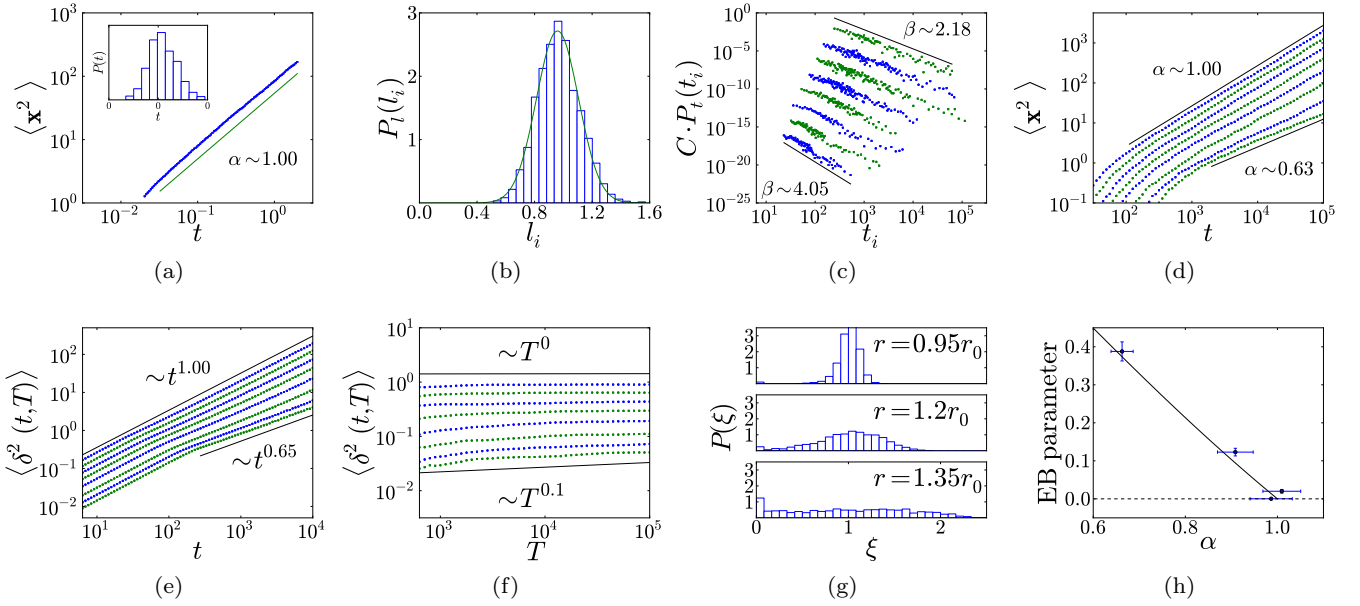 10³
10²
10¹
10⁰
⟨x²⟩
P(t)
0 0 0
t
α∼1.00
10⁻² 10⁻¹ 10⁰
t
(a)
3
2
1
0
P_l(l_i)
0.0 0.4 0.8 1.2 1.6
l_i
(b)
10⁰
10⁻⁵
10⁻¹⁰
10⁻¹⁵
10⁻²⁰
10⁻²⁵
C·P_t(t_i)
β∼2.18
β∼4.05
10¹ 10² 10³ 10⁴ 10⁵
t_i
(c)
10³
10²
10¹
10⁰
10⁻¹
⟨x²⟩
α∼1.00
α∼0.63
10² 10³ 10⁴ 10⁵
t
(d)
10²
10¹
10⁰
10⁻¹
10⁻²
⟨δ² (t,T)⟩
∼t^1.00
∼t^0.65
10¹ 10² 10³ 10⁴
t
(e)
10¹
10⁰
10⁻¹
10⁻²
⟨δ² (t,T)⟩
∼T⁰
∼T^0.1
10³ 10⁴ 10⁵
T
(f)
3
2
1
r=0.95r₀
3
2
1
r=1.2r₀
3
2
1
r=1.35r₀
P(ξ)
0 1 2
ξ
(g)
0.4
0.3
0.2
0.1
0.0
EB parameter
0.6 0.8 1.0
α
(h)